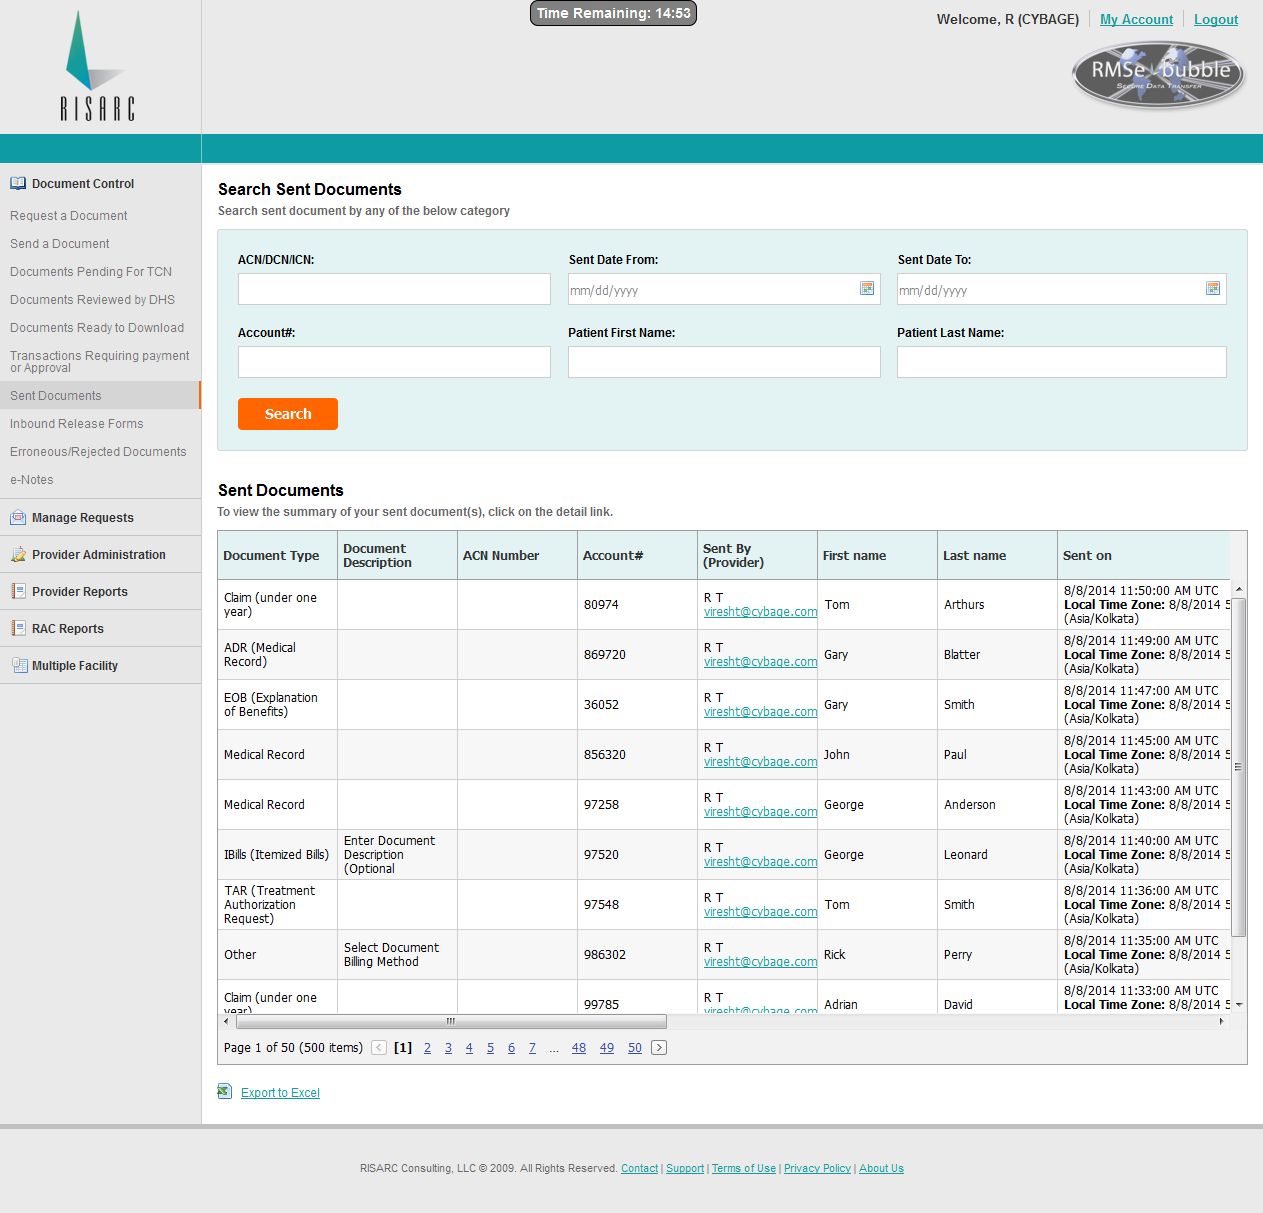 Time Remaining: 14:53
Welcome, R (CYBAGE)
My Account
Logout
RISARC
RMSe bubble
SECURE DATA TRANSFER
Document Control
Request a Document
Send a Document
Documents Pending For TCN
Documents Reviewed by DHS
Documents Ready to Download
Transactions Requiring payment
or Approval
Sent Documents
Inbound Release Forms
Erroneous/Rejected Documents
e-Notes
Manage Requests
Provider Administration
Provider Reports
RAC Reports
Multiple Facility
Search Sent Documents
Search sent document by any of the below category
ACN/DCN/ICN:
Sent Date From:
Sent Date To:
mm/dd/yyyy
mm/dd/yyyy
Account#:
Patient First Name:
Patient Last Name:
Search
Sent Documents
To view the summary of your sent document(s), click on the detail link.
Document Type
Document
Description
ACN Number
Account#
Sent By
(Provider)
First name
Last name
Sent on
Claim (under one
year)
80974
R T
viresht@cybage.com
Tom
Arthurs
8/8/2014 11:50:00 AM UTC
Local Time Zone: 8/8/2014 5
(Asia/Kolkata)
ADR (Medical
Record)
869720
R T
viresht@cybage.com
Gary
Blatter
8/8/2014 11:49:00 AM UTC
Local Time Zone: 8/8/2014 5
(Asia/Kolkata)
EOB (Explanation
of Benefits)
36052
R T
viresht@cybage.com
Gary
Smith
8/8/2014 11:47:00 AM UTC
Local Time Zone: 8/8/2014 5
(Asia/Kolkata)
Medical Record
856320
R T
viresht@cybage.com
John
Paul
8/8/2014 11:45:00 AM UTC
Local Time Zone: 8/8/2014 5
(Asia/Kolkata)
Medical Record
97258
R T
viresht@cybage.com
George
Anderson
8/8/2014 11:43:00 AM UTC
Local Time Zone: 8/8/2014 5
(Asia/Kolkata)
IBills (Itemized Bills)
Enter Document
Description
(Optional
97520
R T
viresht@cybage.com
George
Leonard
8/8/2014 11:40:00 AM UTC
Local Time Zone: 8/8/2014 5
(Asia/Kolkata)
TAR (Treatment
Authorization
Request)
97548
R T
viresht@cybage.com
Tom
Smith
8/8/2014 11:36:00 AM UTC
Local Time Zone: 8/8/2014 5
(Asia/Kolkata)
Other
Select Document
Billing Method
986302
R T
viresht@cybage.com
Rick
Perry
8/8/2014 11:35:00 AM UTC
Local Time Zone: 8/8/2014 5
(Asia/Kolkata)
Claim (under one
year)
99785
R T
viresht@cybage.com
Adrian
David
8/8/2014 11:33:00 AM UTC
Local Time Zone: 8/8/2014 5
Page 1 of 50 (500 items) [1] 2 3 4 5 6 7 ... 48 49 50
Export to Excel
RISARC Consulting, LLC © 2009. All Rights Reserved. Contact | Support | Terms of Use | Privacy Policy | About Us